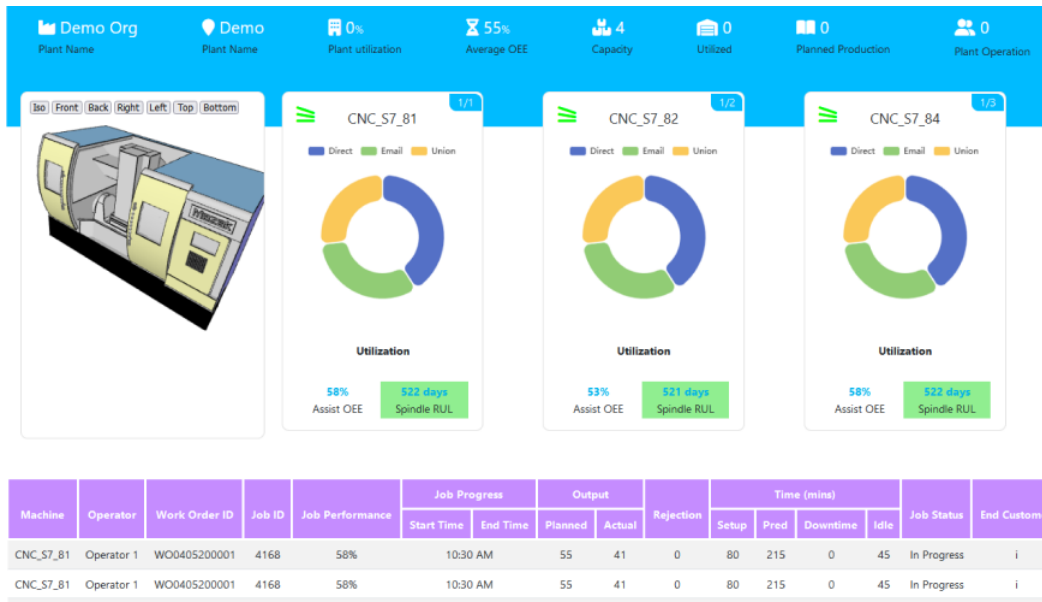 Demo Org
Demo
0%
55%
4
0
0
0
Plant Name
Plant Name
Plant utilization
Average OEE
Capacity
Utilized
Planned Production
Plant Operation
Iso Front Back Right Left Top Bottom
Mazak
1/1
CNC_S7_81
Direct Email Union
Utilization
58%
Assist OEE
522 days
Spindle RUL
1/2
CNC_S7_82
Direct Email Union
Utilization
53%
Assist OEE
521 days
Spindle RUL
1/3
CNC_S7_84
Direct Email Union
Utilization
58%
Assist OEE
522 days
Spindle RUL
Machine Operator Work Order ID Job ID Job Performance Job Progress Output Rejection Time (mins) Job Status End Custome
Start Time End Time Planned Actual Setup Pred Downtime Idle
CNC_S7_81 Operator 1 WO0405200001 4168 58% 10:30 AM 55 41 0 80 215 0 45 In Progress i
CNC_S7_81 Operator 1 WO0405200001 4168 58% 10:30 AM 55 41 0 80 215 0 45 In Progress i